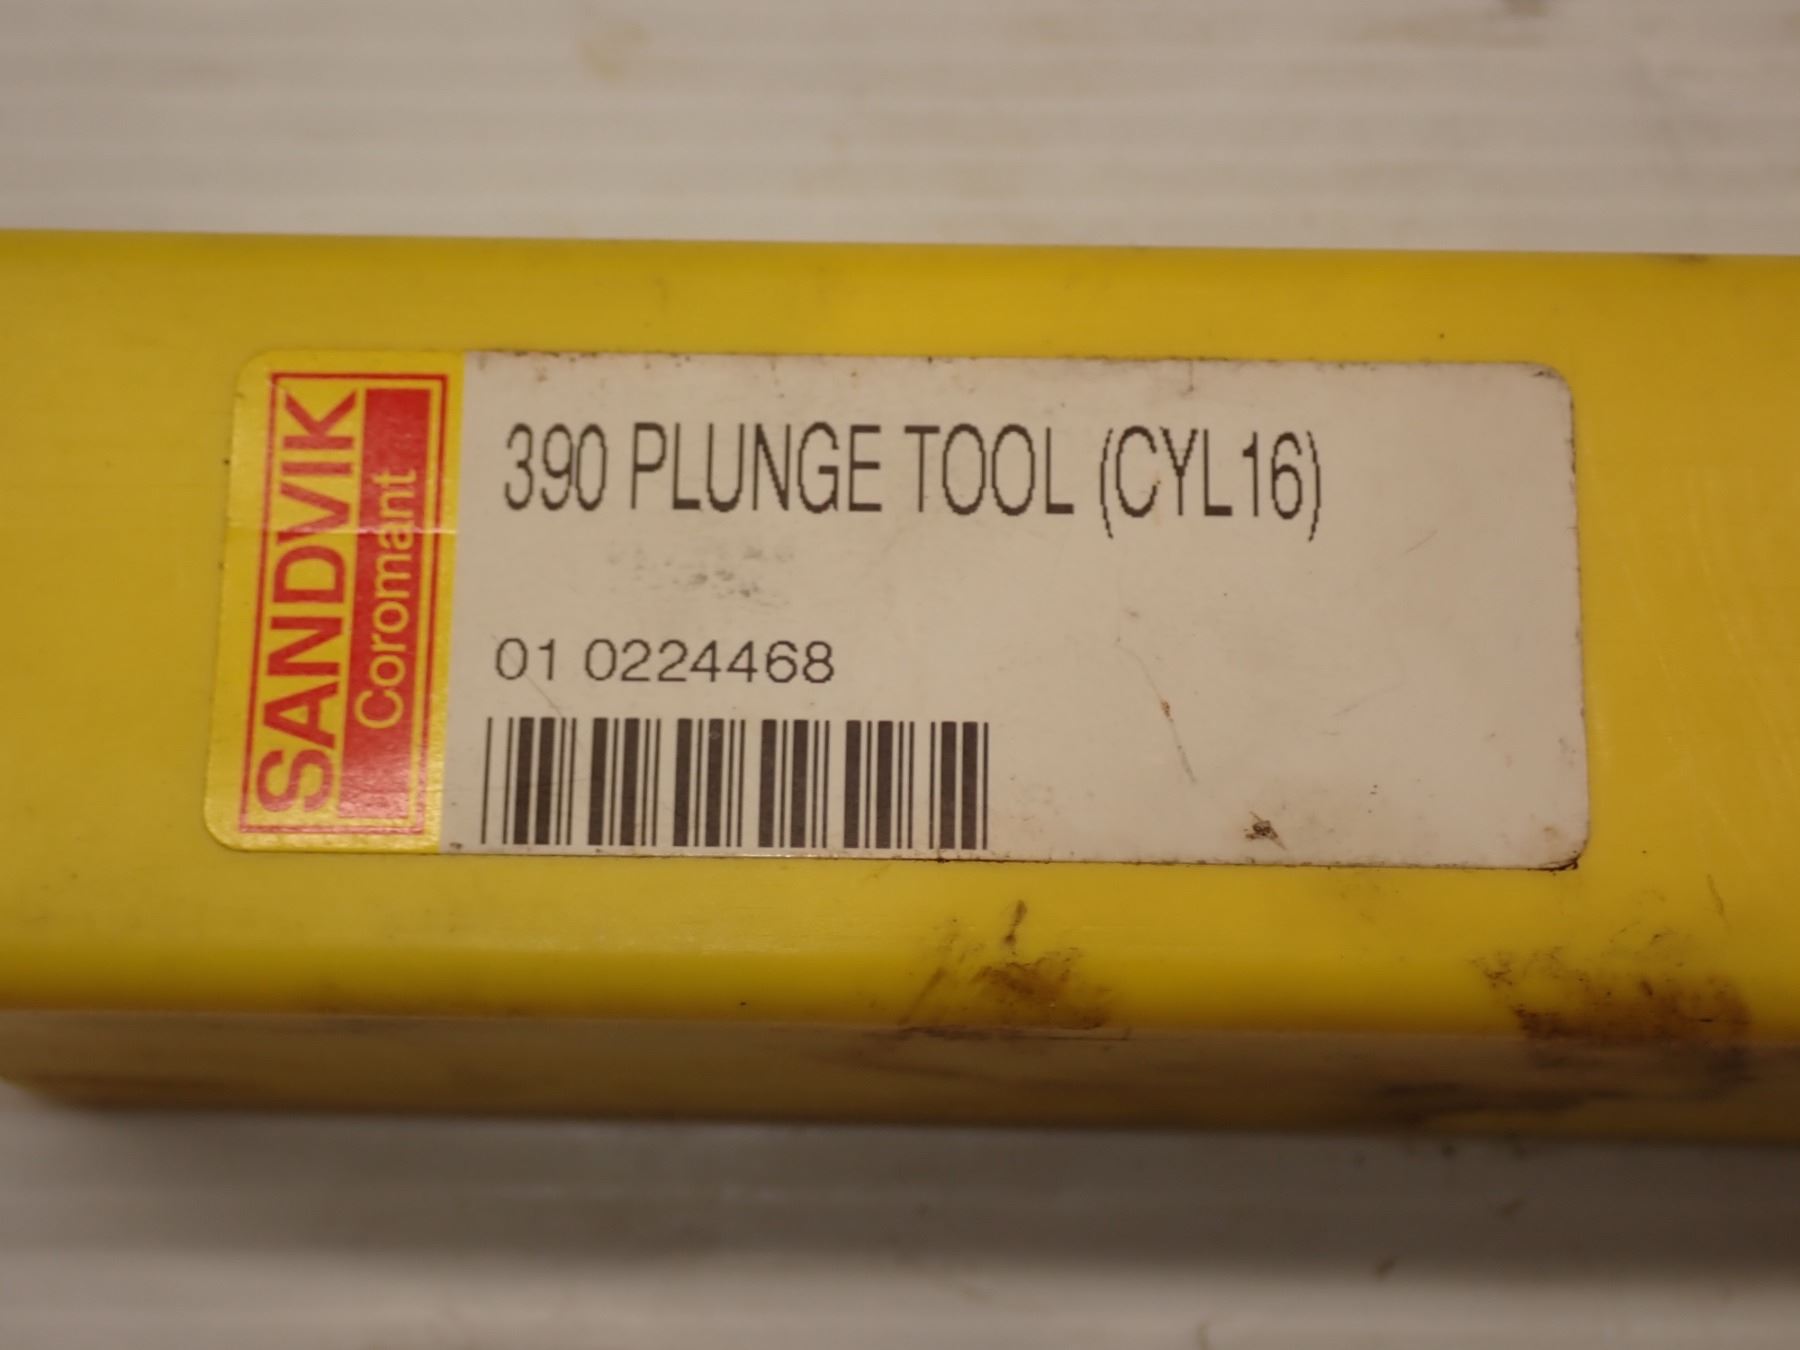 SANDVIK
Coromant
390 PLUNGE TOOL (CYL16)
01 0224468